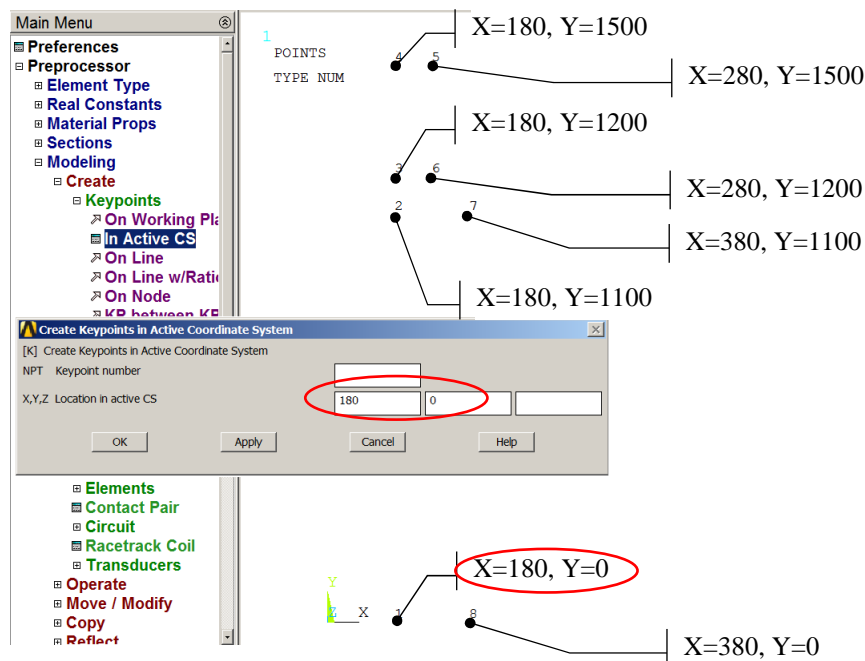 Main Menu
Preferences
Preprocessor
Element Type
Real Constants
Material Props
Sections
Modeling
Create
Keypoints
On Working Pla
In Active CS
On Line
On Line w/Ratio
On Node
KP between KP
1
POINTS
TYPE NUM
X=180, Y=1500
4
5
X=280, Y=1500
X=180, Y=1200
3
6
X=280, Y=1200
2
7
X=380, Y=1100
X=180, Y=1100
Create Keypoints in Active Coordinate System
[K] Create Keypoints in Active Coordinate System
NPT Keypoint number
X,Y,Z Location in active CS 180 0
OK Apply Cancel Help
Elements
Contact Pair
Circuit
Racetrack Coil
Transducers
Operate
Move / Modify
Copy
Reflect
X=180, Y=0
Y
Z X
1
8
X=380, Y=0